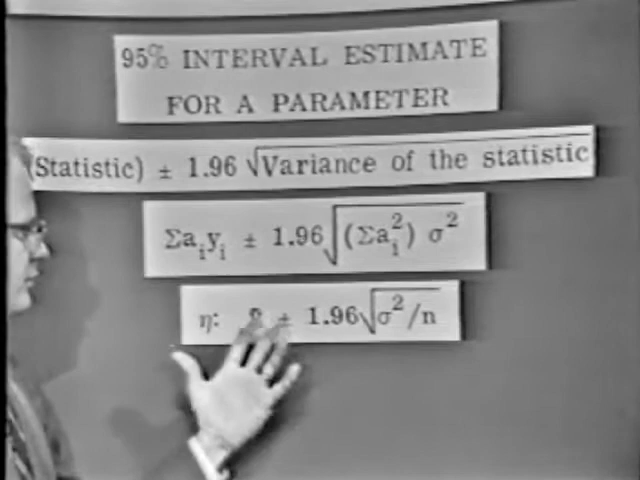 95% INTERVAL ESTIMATE
FOR A PARAMETER
(Statistic) ± 1.96 √Variance of the statistic
Σaᵢyᵢ ± 1.96√(Σaᵢ²) σ²
η: ± 1.96√σ²/n